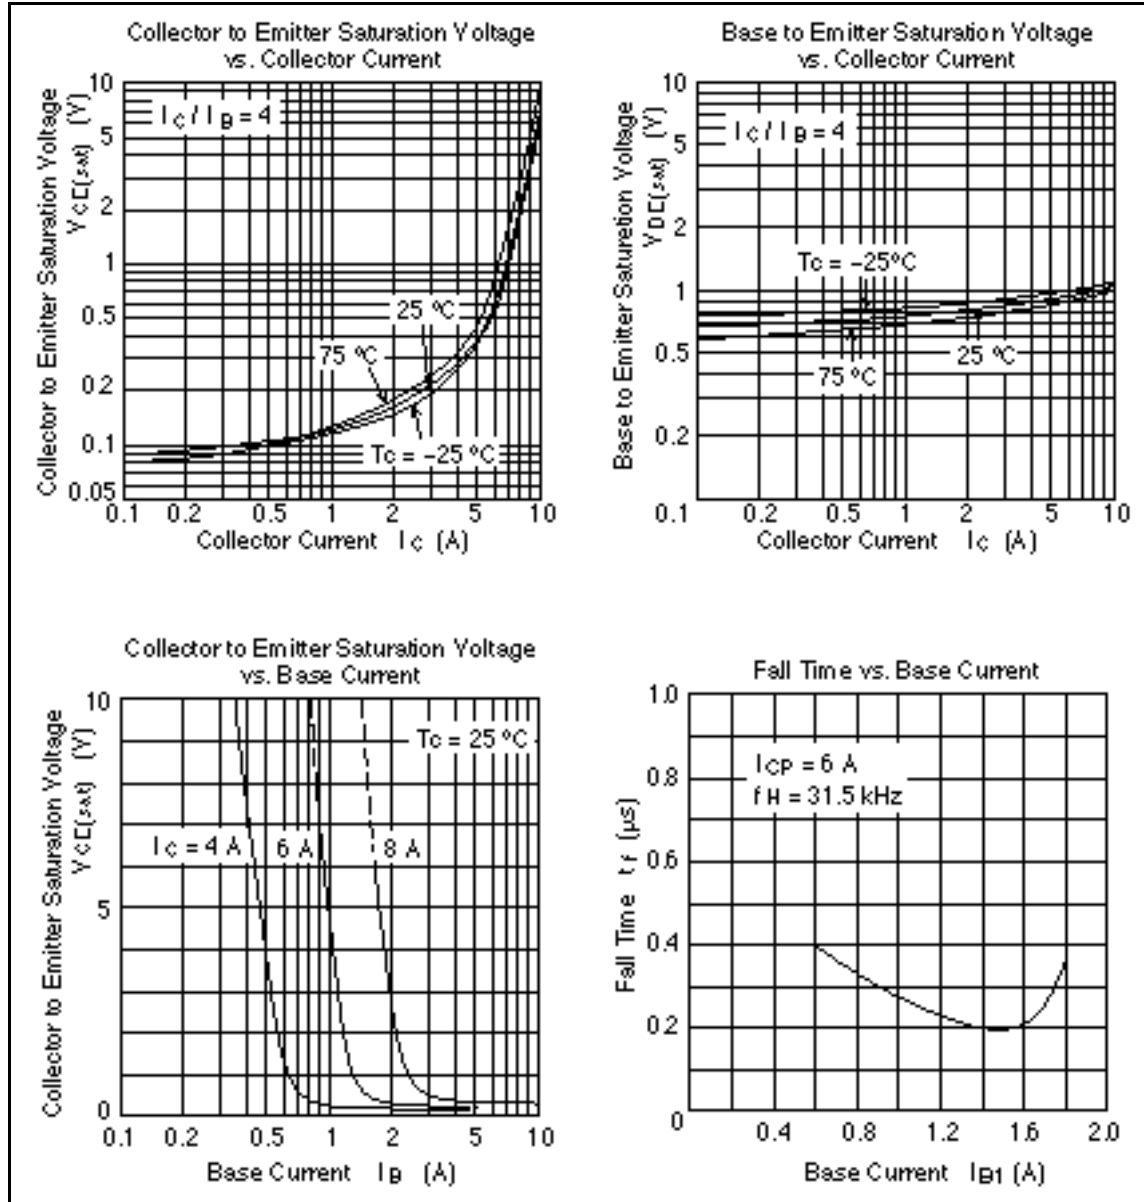 Collector to Emitter Saturation Voltage
vs. Collector Current
10
5
2
1
0.5
0.2
0.1
0.05
Collector to Emitter Saturation Voltage
VCE(sat) (V)
IC / IB = 4
25 ºC
75 ºC
Tc = –25 ºC
0.1 0.2 0.5 1 2 5 10
Collector Current IC (A)
Base to Emitter Saturation Voltage
vs. Collector Current
10
5
2
1
0.5
0.2
0.1
Base to Emitter Saturation Voltage
VBE(sat) (V)
IC / IB = 4
Tc = –25ºC
25 ºC
75 ºC
0.1 0.2 0.5 1 2 5 10
Collector Current IC (A)
Collector to Emitter Saturation Voltage
vs. Base Current
10
5
0
Collector to Emitter Saturation Voltage
VCE(sat) (V)
Tc = 25 ºC
IC = 4 A 6 A 8 A
0.1 0.2 0.5 1 2 5 10
Base Current IB (A)
Fall Time vs. Base Current
1.0
0.8
0.6
0.4
0.2
0
Fall Time tf (µs)
ICP = 6 A
fH = 31.5 kHz
0.4 0.8 1.2 1.6 2.0
Base Current IB1 (A)